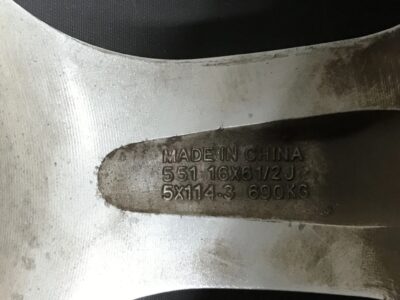 MADE IN CHINA
551 16X6 1/2 J
5X114-3 690KG